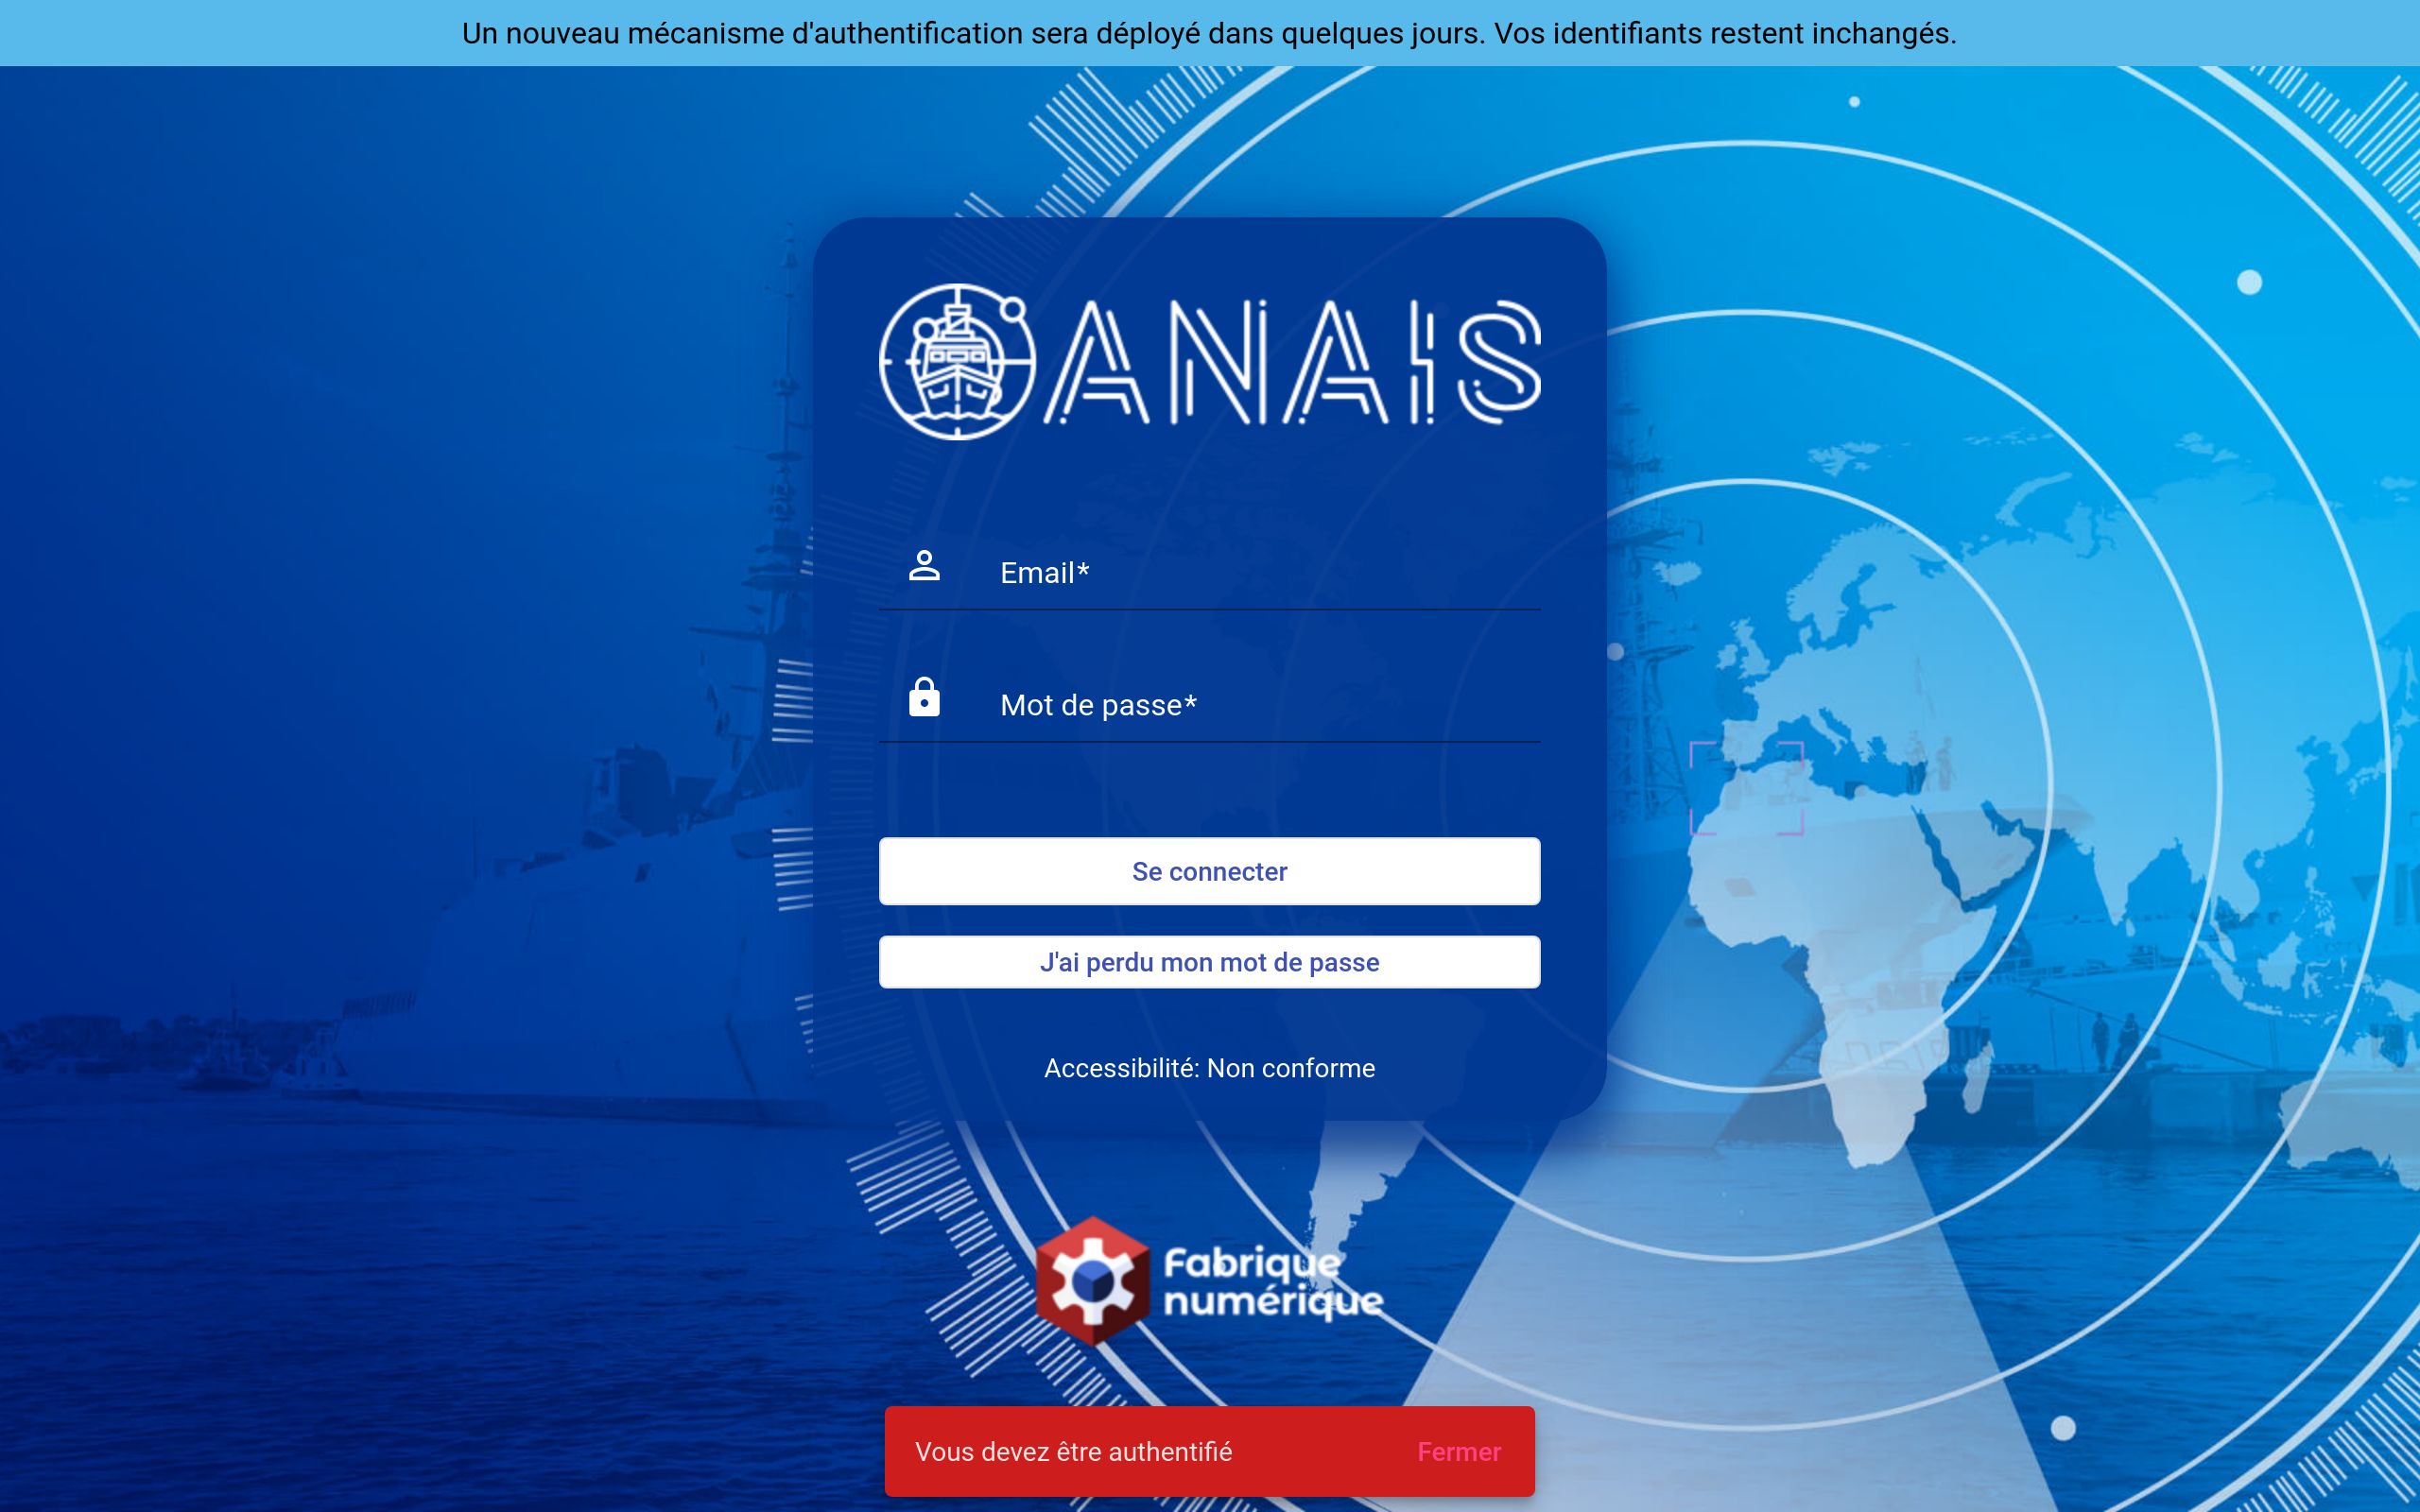 Un nouveau mécanisme d'authentification sera déployé dans quelques jours. Vos identifiants restent inchangés.
ANAIS
Email*
Mot de passe*
Se connecter
J'ai perdu mon mot de passe
Accessibilité: Non conforme
Fabrique
numérique
Vous devez être authentifié
Fermer